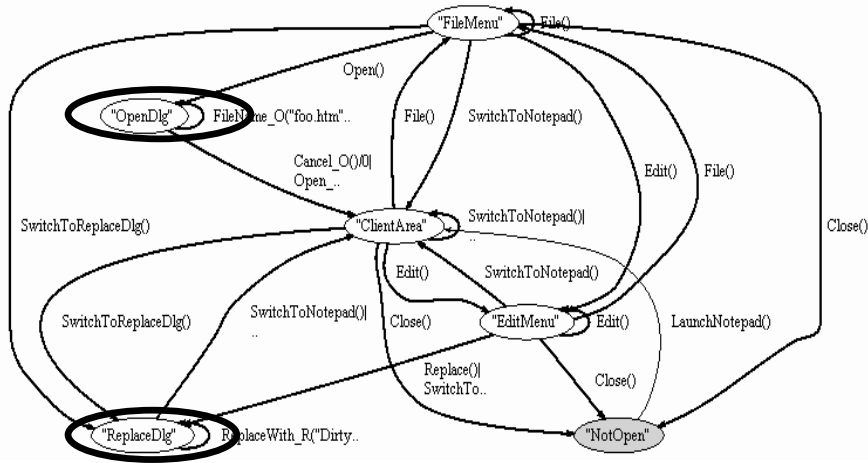 "FileMenu"
File()
Open()
"OpenDlg"
FileName_O("foo.htm"..
File()
SwitchToNotepad()
Cancel_O()/0|
Open_..
Edit()
File()
SwitchToReplaceDlg()
"ClientArea"
SwitchToNotepad()|
..
Close()
Edit()
SwitchToNotepad()
SwitchToReplaceDlg()
SwitchToNotepad()|
..
Close()
"EditMenu"
Edit()
LaunchNotepad()
Replace()|
SwitchTo..
Close()
"ReplaceDlg"
ReplaceWith_R("Dirty..
"NotOpen"